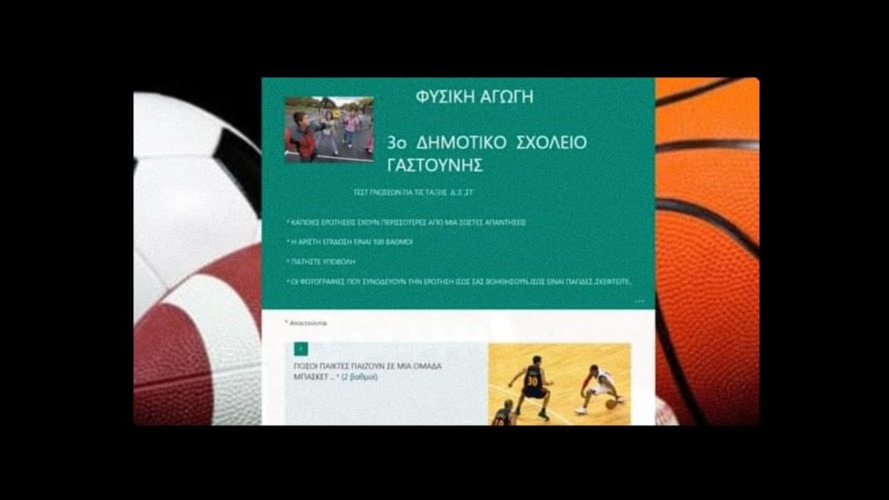 ΦΥΣΙΚΗ ΑΓΩΓΗ
3ο ΔΗΜΟΤΙΚΟ ΣΧΟΛΕΙΟ
ΓΑΣΤΟΥΝΗΣ
ΤΕΣΤ ΓΝΩΣΕΩΝ ΓΙΑ ΤΙΣ ΤΑΞΕΙΣ Δ΄,Ε΄,ΣΤ΄
* ΚΑΠΟΙΕΣ ΕΡΩΤΗΣΕΙΣ ΕΧΟΥΝ ΠΕΡΙΣΣΟΤΕΡΕΣ ΑΠΟ ΜΙΑ ΣΩΣΤΕΣ ΑΠΑΝΤΗΣΕΙΣ
* Η ΑΡΙΣΤΗ ΕΠΙΔΟΣΗ ΕΙΝΑΙ 100 ΒΑΘΜΟΙ
* ΠΑΤΗΣΤΕ ΥΠΟΒΟΛΗ
* ΟΙ ΦΩΤΟΓΡΑΦΙΕΣ ΠΟΥ ΣΥΝΟΔΕΥΟΥΝ ΤΗΝ ΕΡΩΤΗΣΗ ΙΣΩΣ ΣΑΣ ΒΟΗΘΗΣΟΥΝ..ΙΣΩΣ ΕΙΝΑΙ ΠΑΓΙΔΕΣ..ΣΚΕΦΤΕΙΤΕ..
* Απαιτούνται
ΠΟΣΟΙ ΠΑΙΚΤΕΣ ΠΑΙΖΟΥΝ ΣΕ ΜΙΑ ΟΜΑΔΑ
ΜΠΑΣΚΕΤ ... * (2 βαθμοί)
30